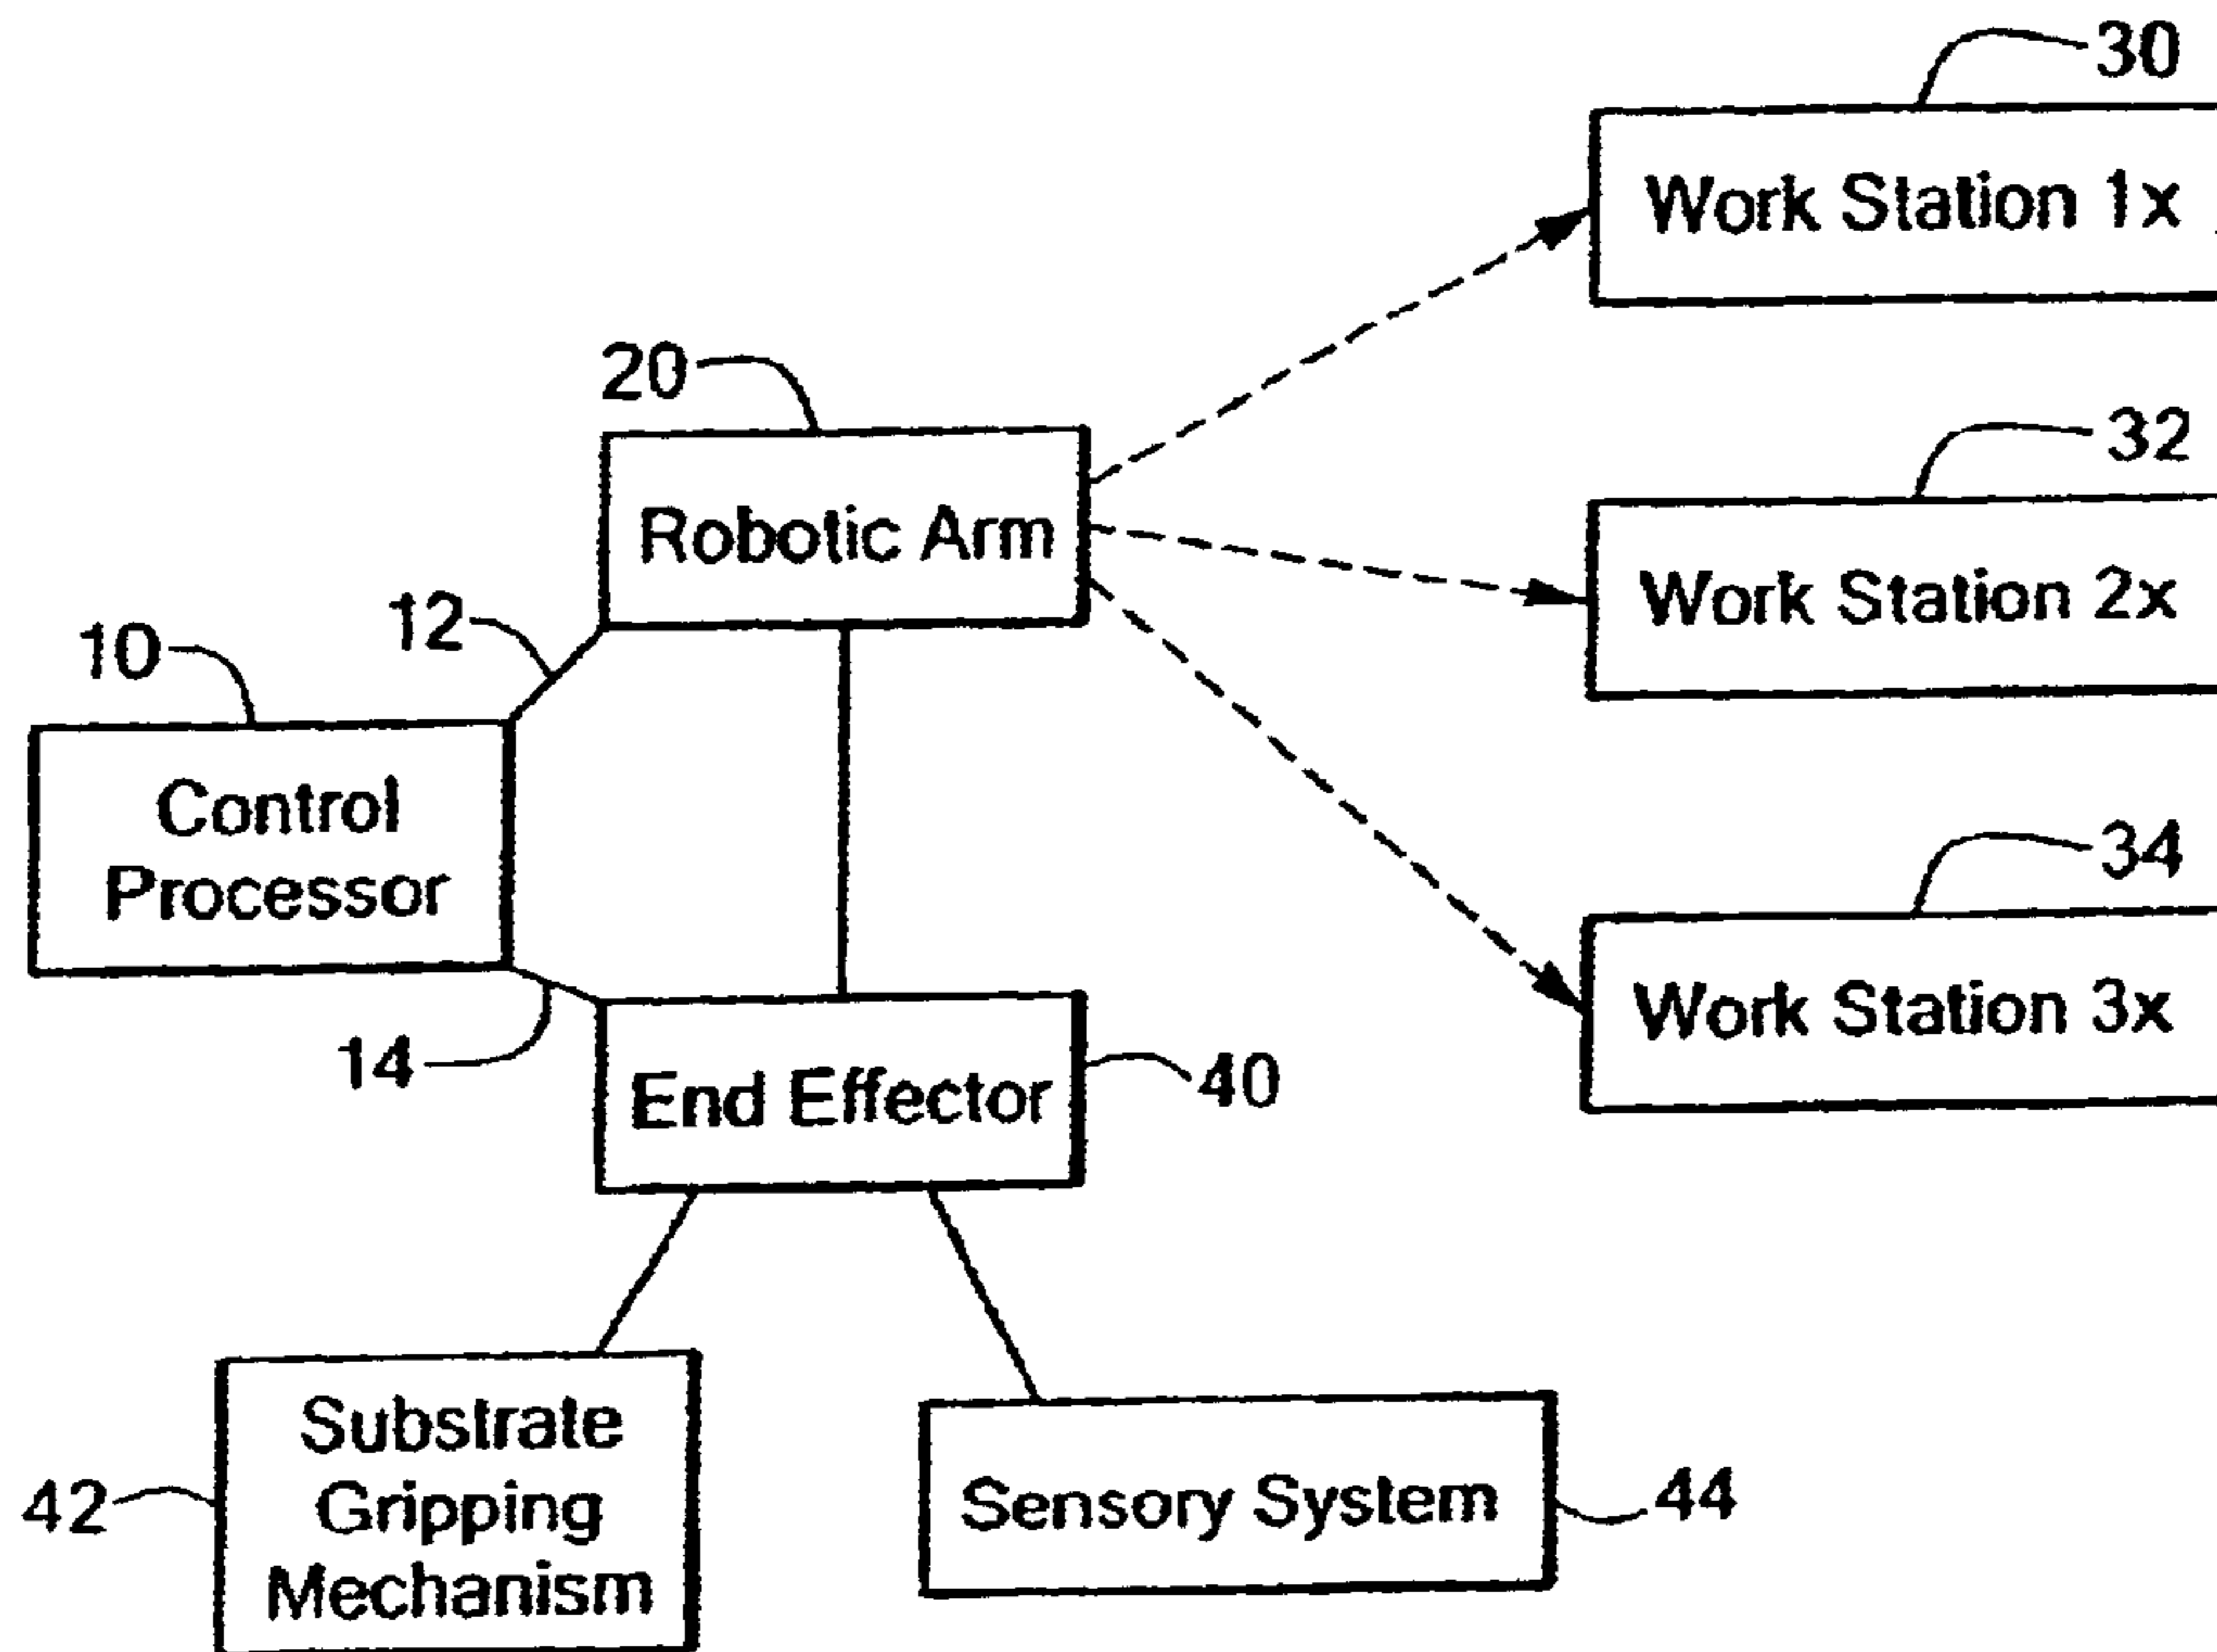 30
Work Station 1x
20
32
Robotic Arm
Work Station 2x
12
10
Control
Processor
34
Work Station 3x
14
End Effector
40
Substrate
Gripping
Mechanism
42
Sensory System
44